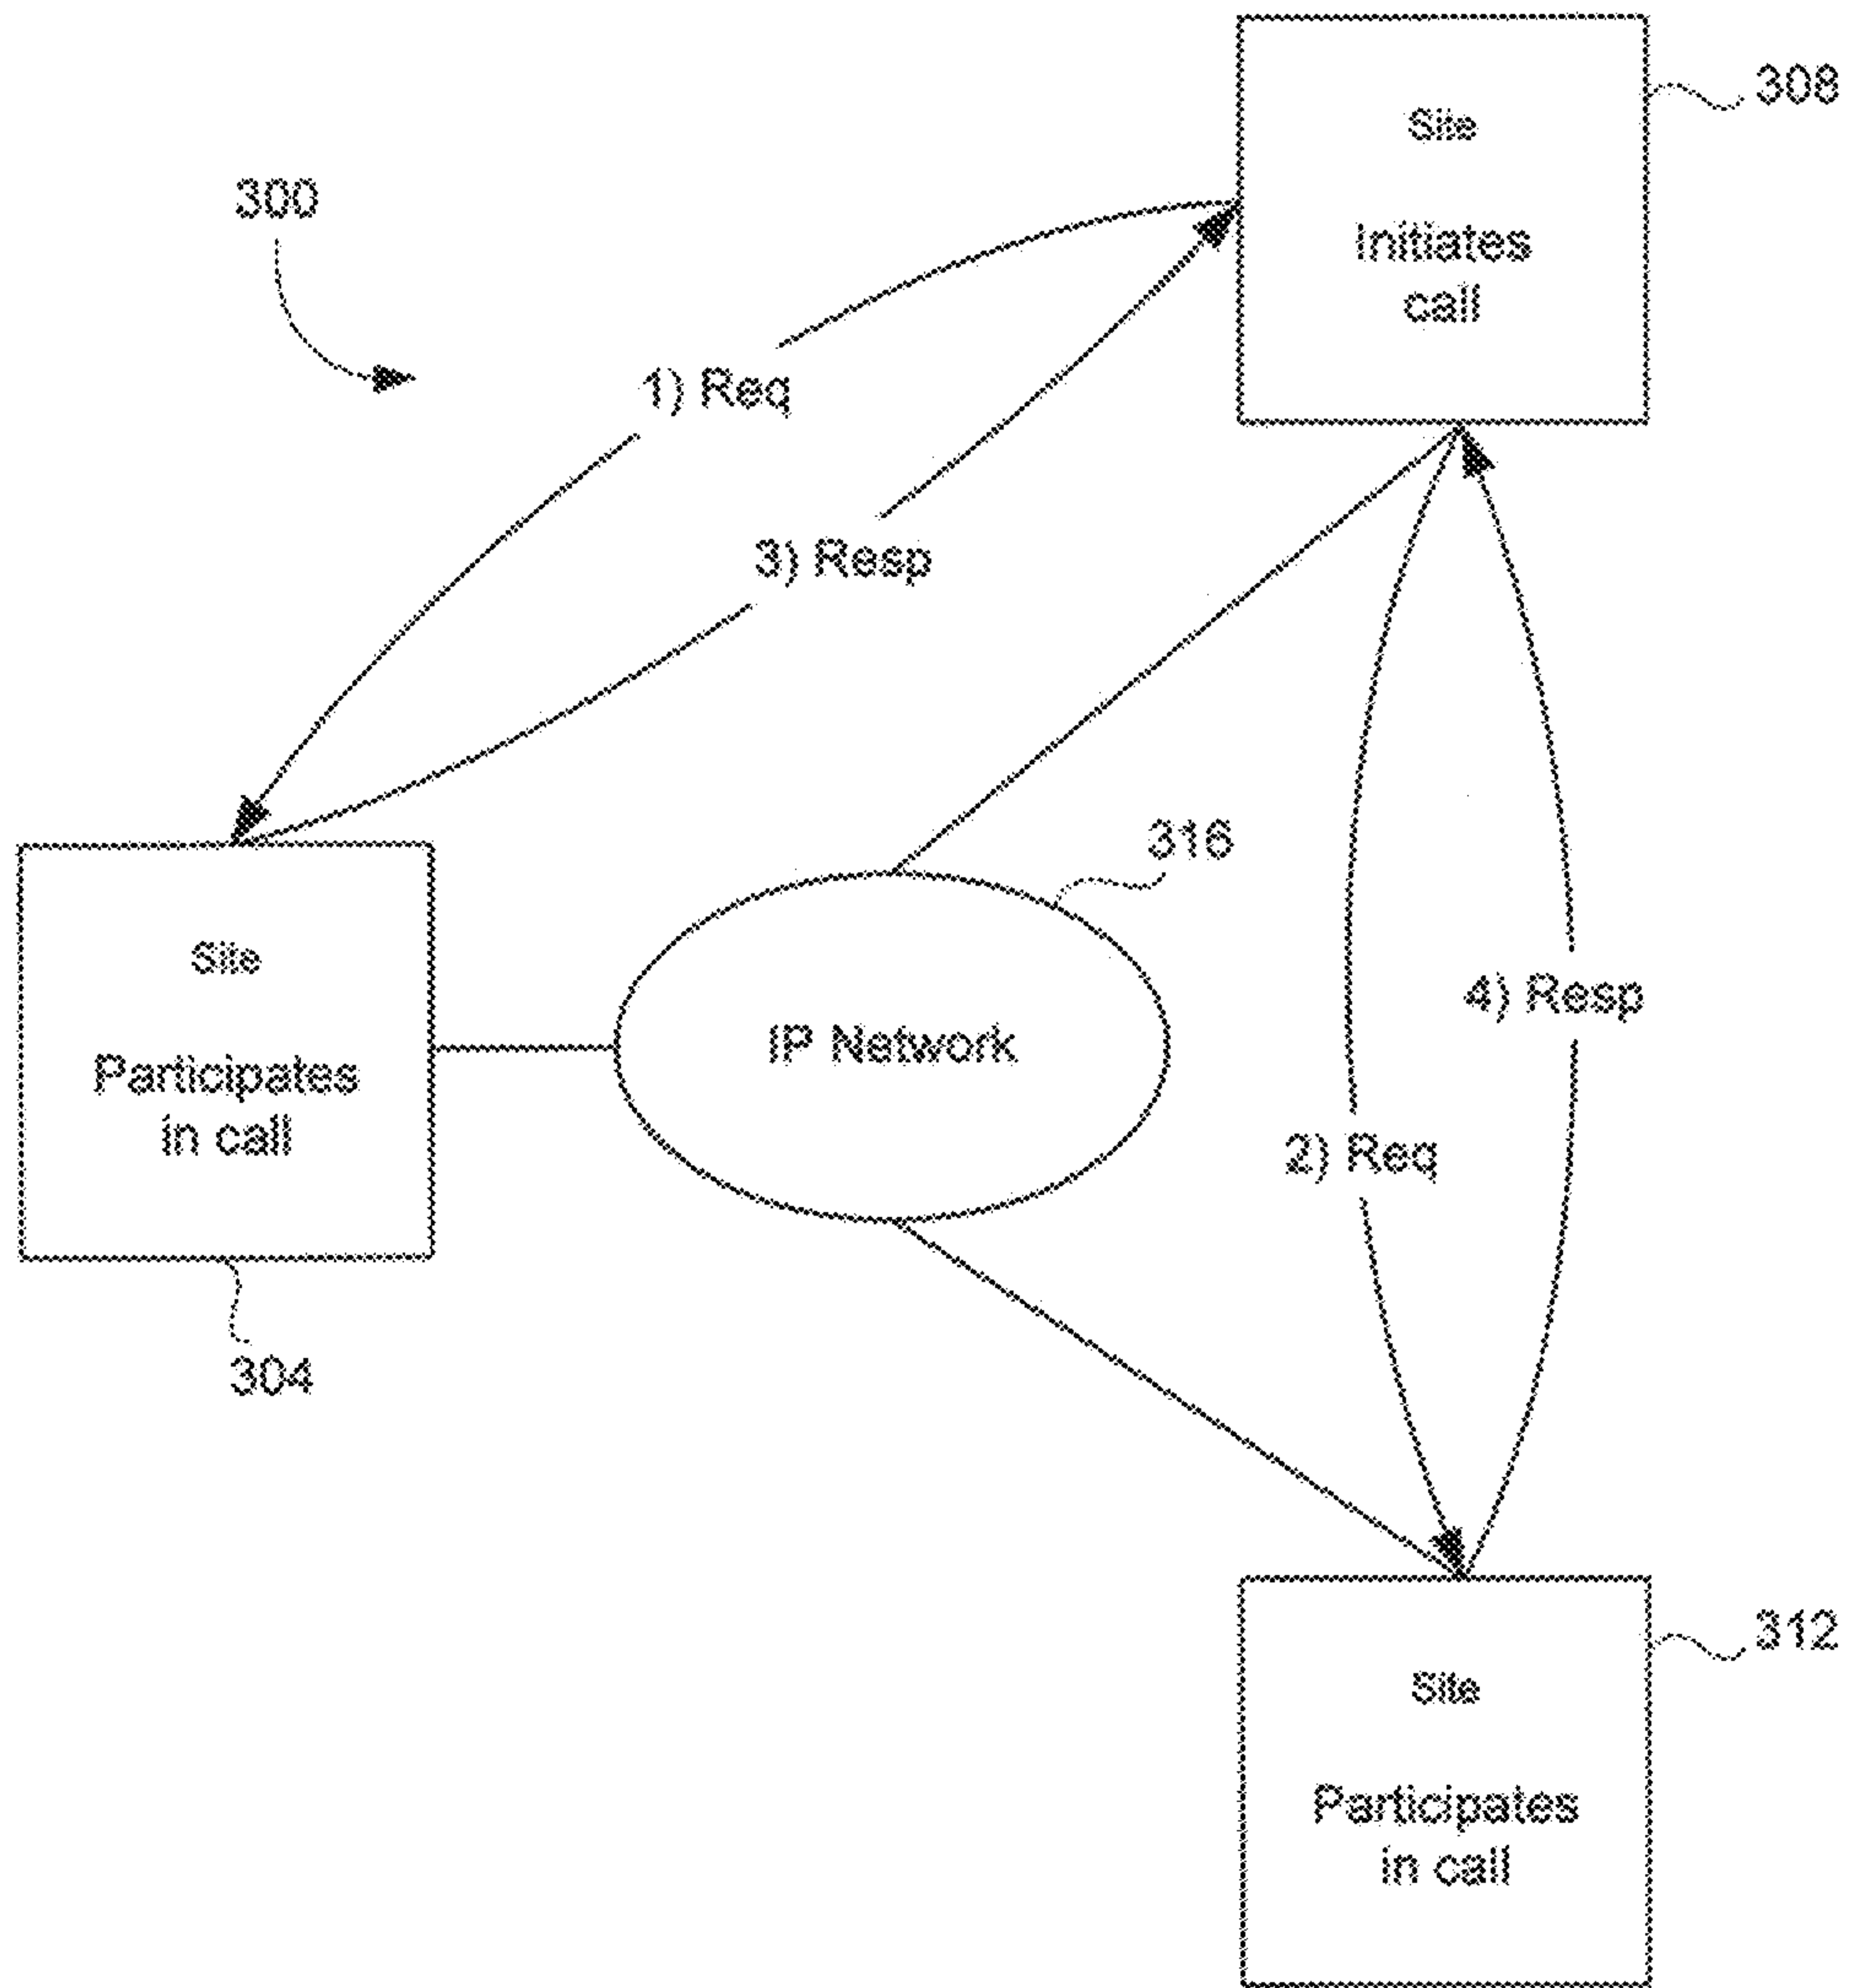 308
Site
Initiates
call
300
1) Req
3) Resp
316
Site
Participates
in call
IP Network
4) Resp
2) Req
304
312
Site
Participates
in call